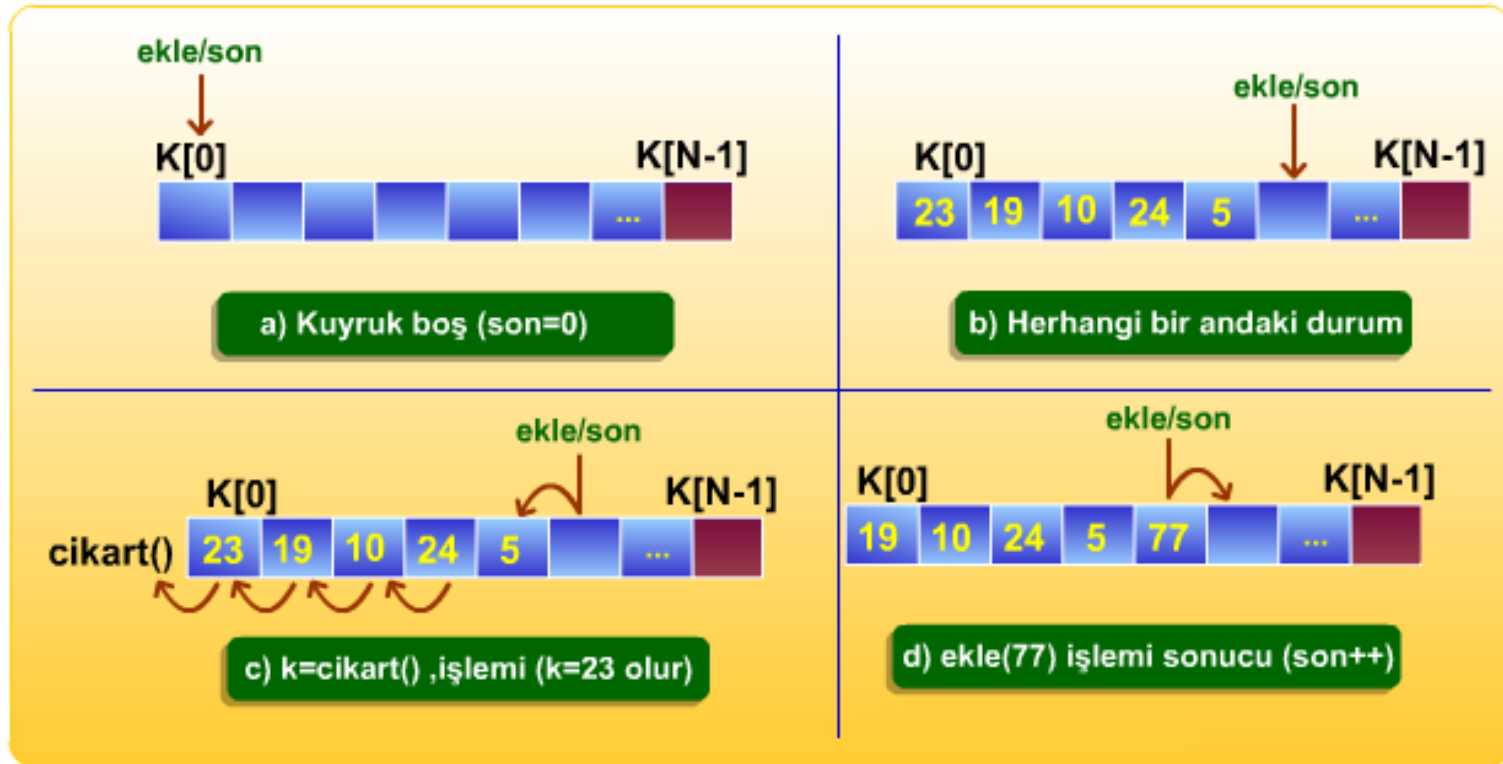 ekle/son
K[0] K[N-1]
...
a) Kuyruk boş (son=0)
ekle/son
K[0] K[N-1]
23 19 10 24 5 ...
b) Herhangi bir andaki durum
ekle/son
K[0] K[N-1]
cikart() 23 19 10 24 5 ...
c) k=cikart() ,işlemi (k=23 olur)
ekle/son
K[0] K[N-1]
19 10 24 5 77 ...
d) ekle(77) işlemi sonucu (son++)